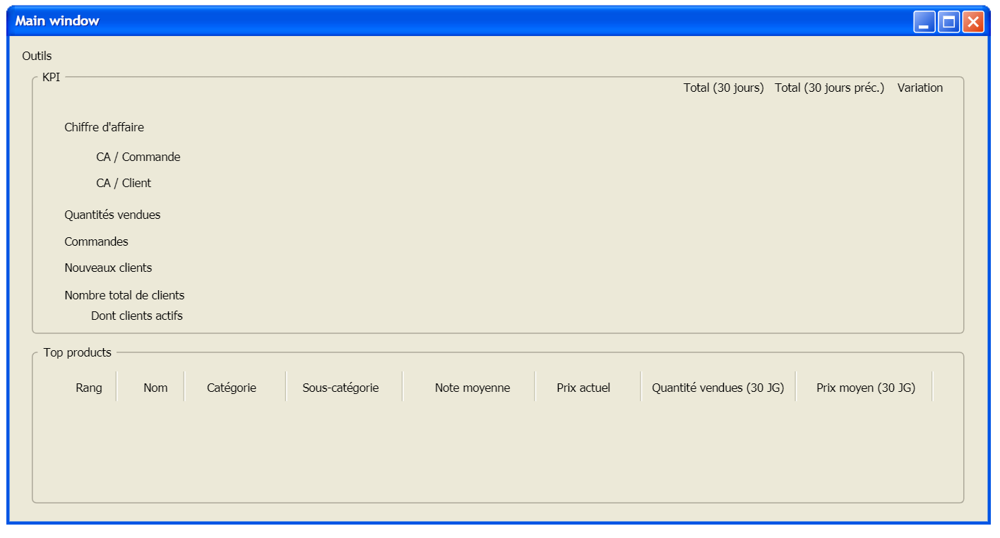 Main window
Outils
KPI
Total (30 jours) Total (30 jours préc.) Variation
Chiffre d'affaire
CA / Commande
CA / Client
Quantités vendues
Commandes
Nouveaux clients
Nombre total de clients
Dont clients actifs
Top products
Rang Nom Catégorie Sous-catégorie Note moyenne Prix actuel Quantité vendues (30 JG) Prix moyen (30 JG)